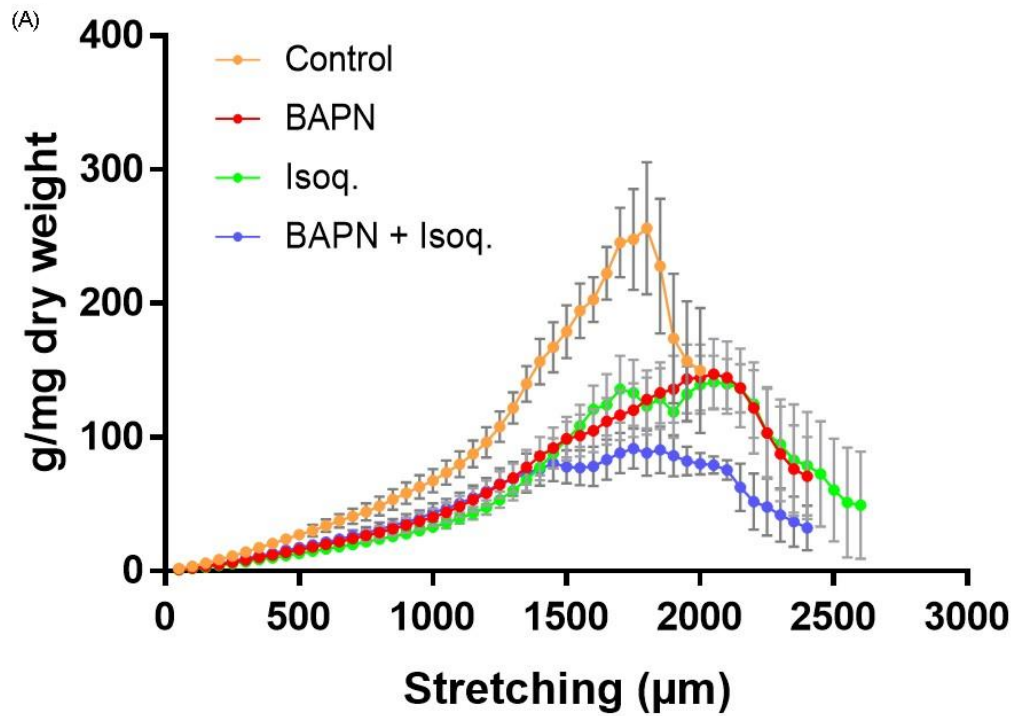 (A)
400
300
200
100
0
g/mg dry weight
Control
BAPN
Isoq.
BAPN + Isoq.
0 500 1000 1500 2000 2500 3000
Stretching (µm)